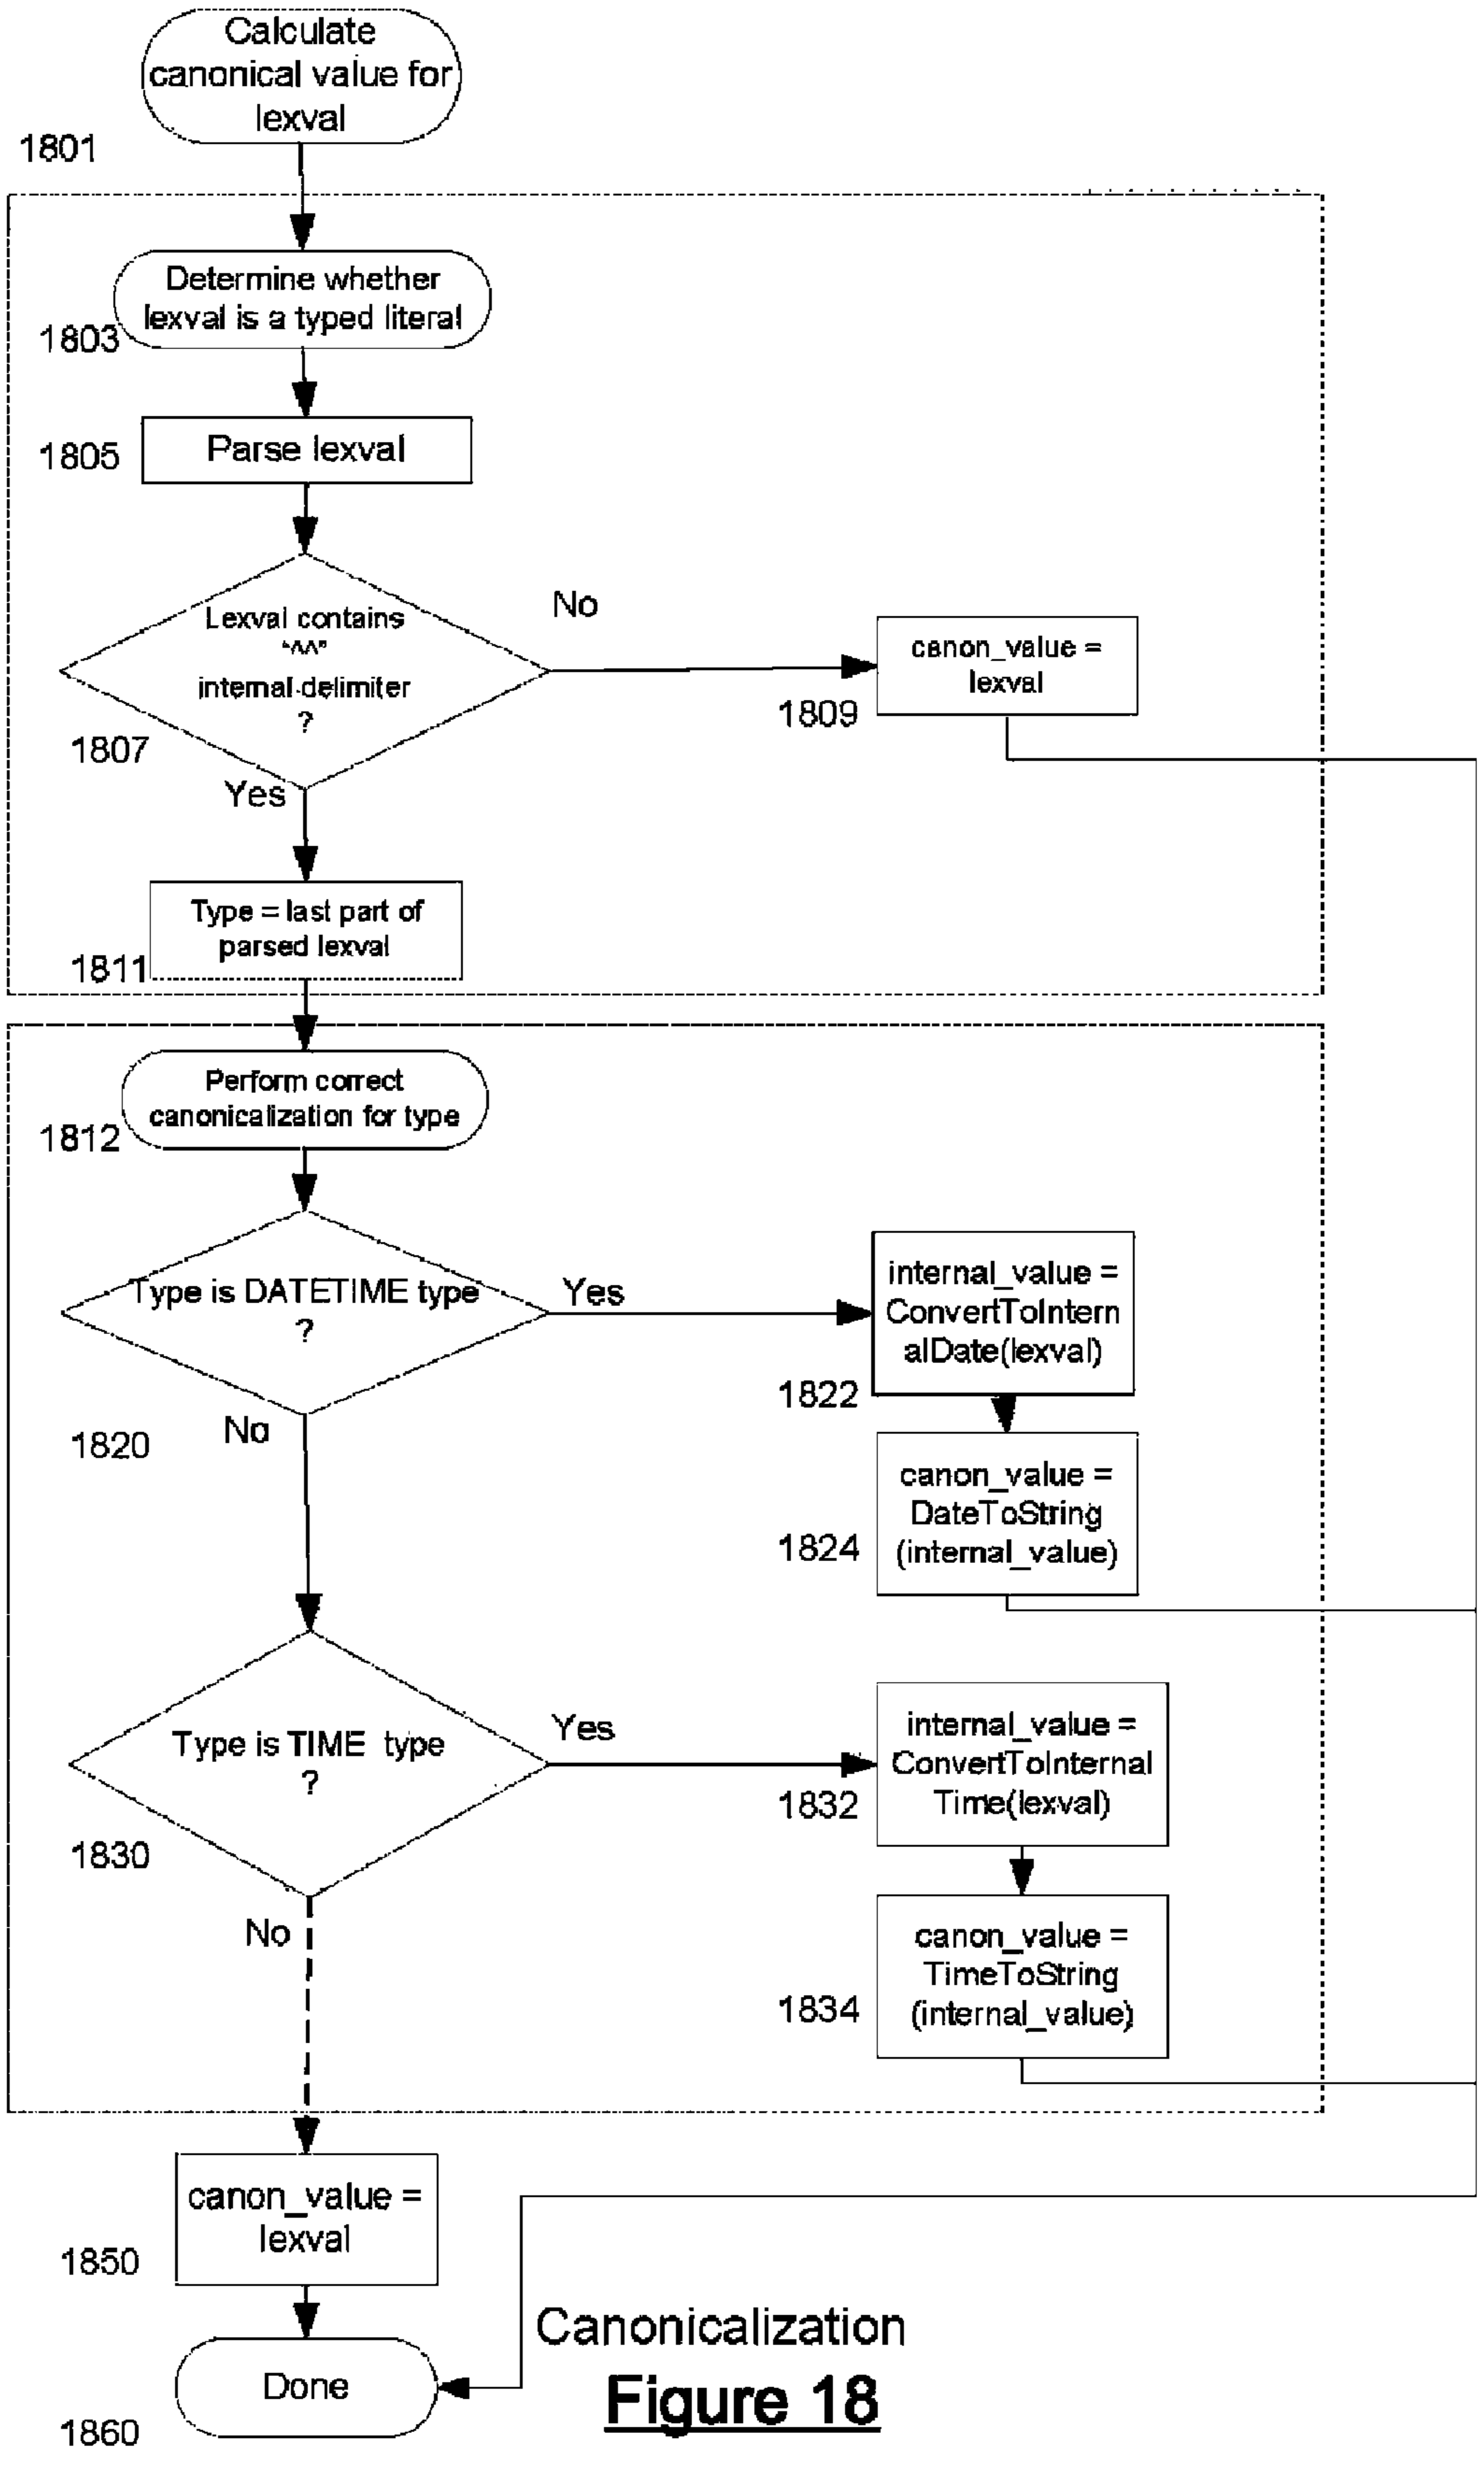 Calculate
canonical value for
lexval
1801
Determine whether
lexval is a typed literal
1803
Parse lexval
1805
Lexval contains
"^^"
internal delimiter
?
No
1807
Yes
canon_value =
lexval
1809
Type = last part of
parsed lexval
1811
Perform correct
canonicalization for type
1812
Type is DATETIME type
?
Yes
No
1820
internal_value =
ConvertToIntern
alDate(lexval)
1822
canon_value =
DateToString
(internal_value)
1824
Type is TIME type
?
Yes
1830
No
internal_value =
ConvertToInternal
Time(lexval)
1832
canon_value =
TimeToString
(internal_value)
1834
canon_value =
lexval
1850
Done
1860
Canonicalization
Figure 18